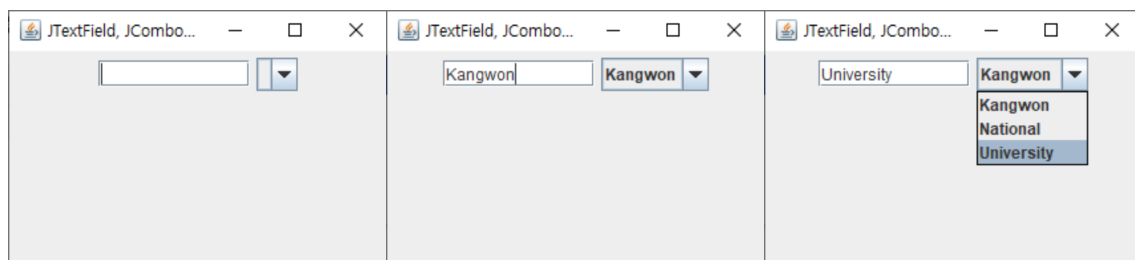 JTextField, JCombo...
JTextField, JCombo...
JTextField, JCombo...
Kangwon
Kangwon
University
Kangwon
Kangwon
National
University